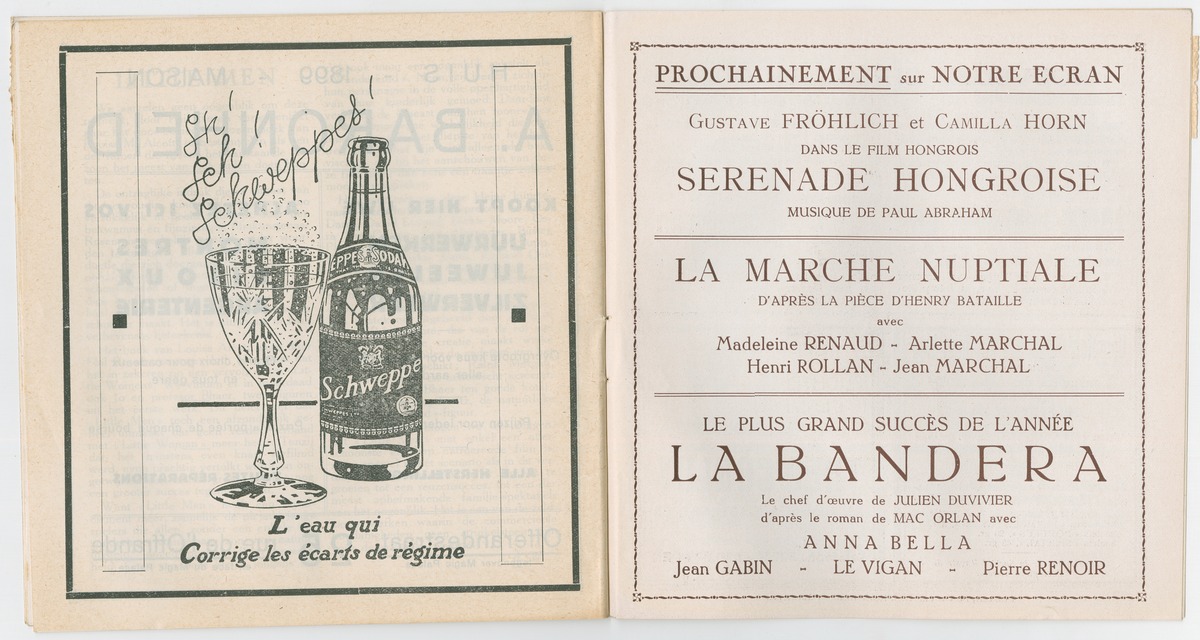 Sch!
Sch!
Schweppes!
PPES SODA
Schweppe
L'eau qui
Corrige les écarts de régime
PROCHAINEMENT sur NOTRE ECRAN
GUSTAVE FRÖHLICH et CAMILLA HORN
DANS LE FILM HONGROIS
SERENADE HONGROISE
MUSIQUE DE PAUL ABRAHAM
LA MARCHE NUPTIALE
D'APRÈS LA PIÈCE D'HENRY BATAILLE
avec
Madeleine RENAUD - Arlette MARCHAL
Henri ROLLAN - Jean MARCHAL
LE PLUS GRAND SUCCÈS DE L'ANNÉE
LA BANDERA
Le chef d'œuvre de JULIEN DUVIVIER
d'après le roman de MAC ORLAN avec
ANNA BELLA
Jean GABIN - LE VIGAN - Pierre RENOIR